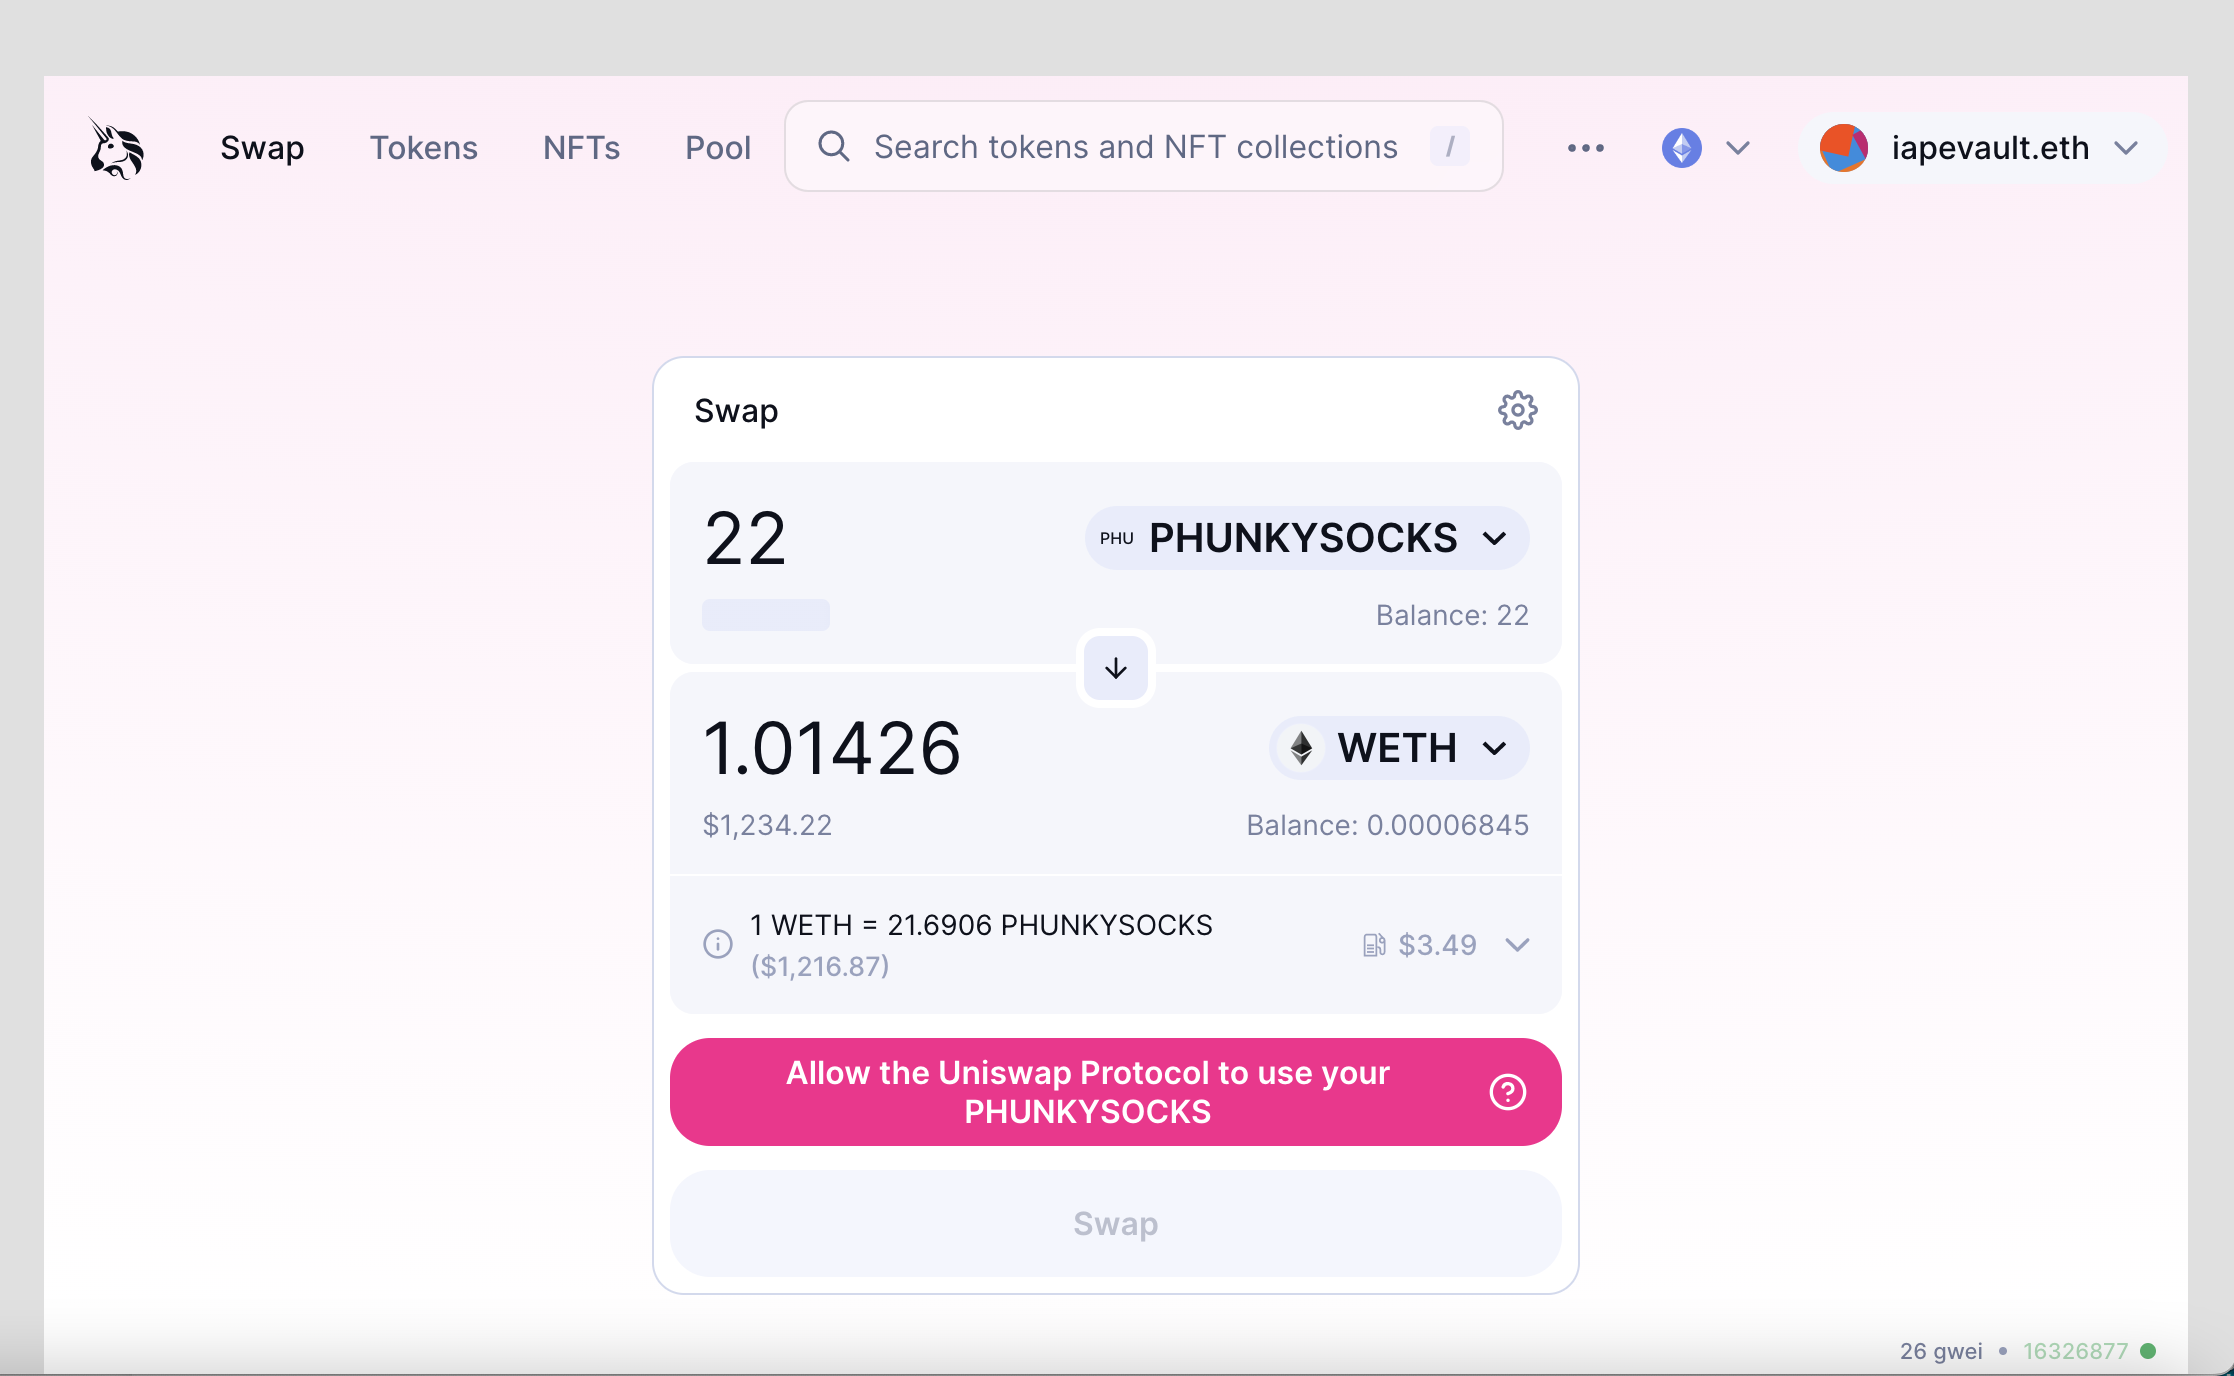 Swap
Tokens
NFTs
Pool
Search tokens and NFT collections
/
iapevault.eth
Swap
22
PHU PHUNKYSOCKS
Balance: 22
1.01426
WETH
$1,234.22
Balance: 0.00006845
1 WETH = 21.6906 PHUNKYSOCKS
($1,216.87)
$3.49
Allow the Uniswap Protocol to use your
PHUNKYSOCKS
?
Swap
26 gwei • 16326877